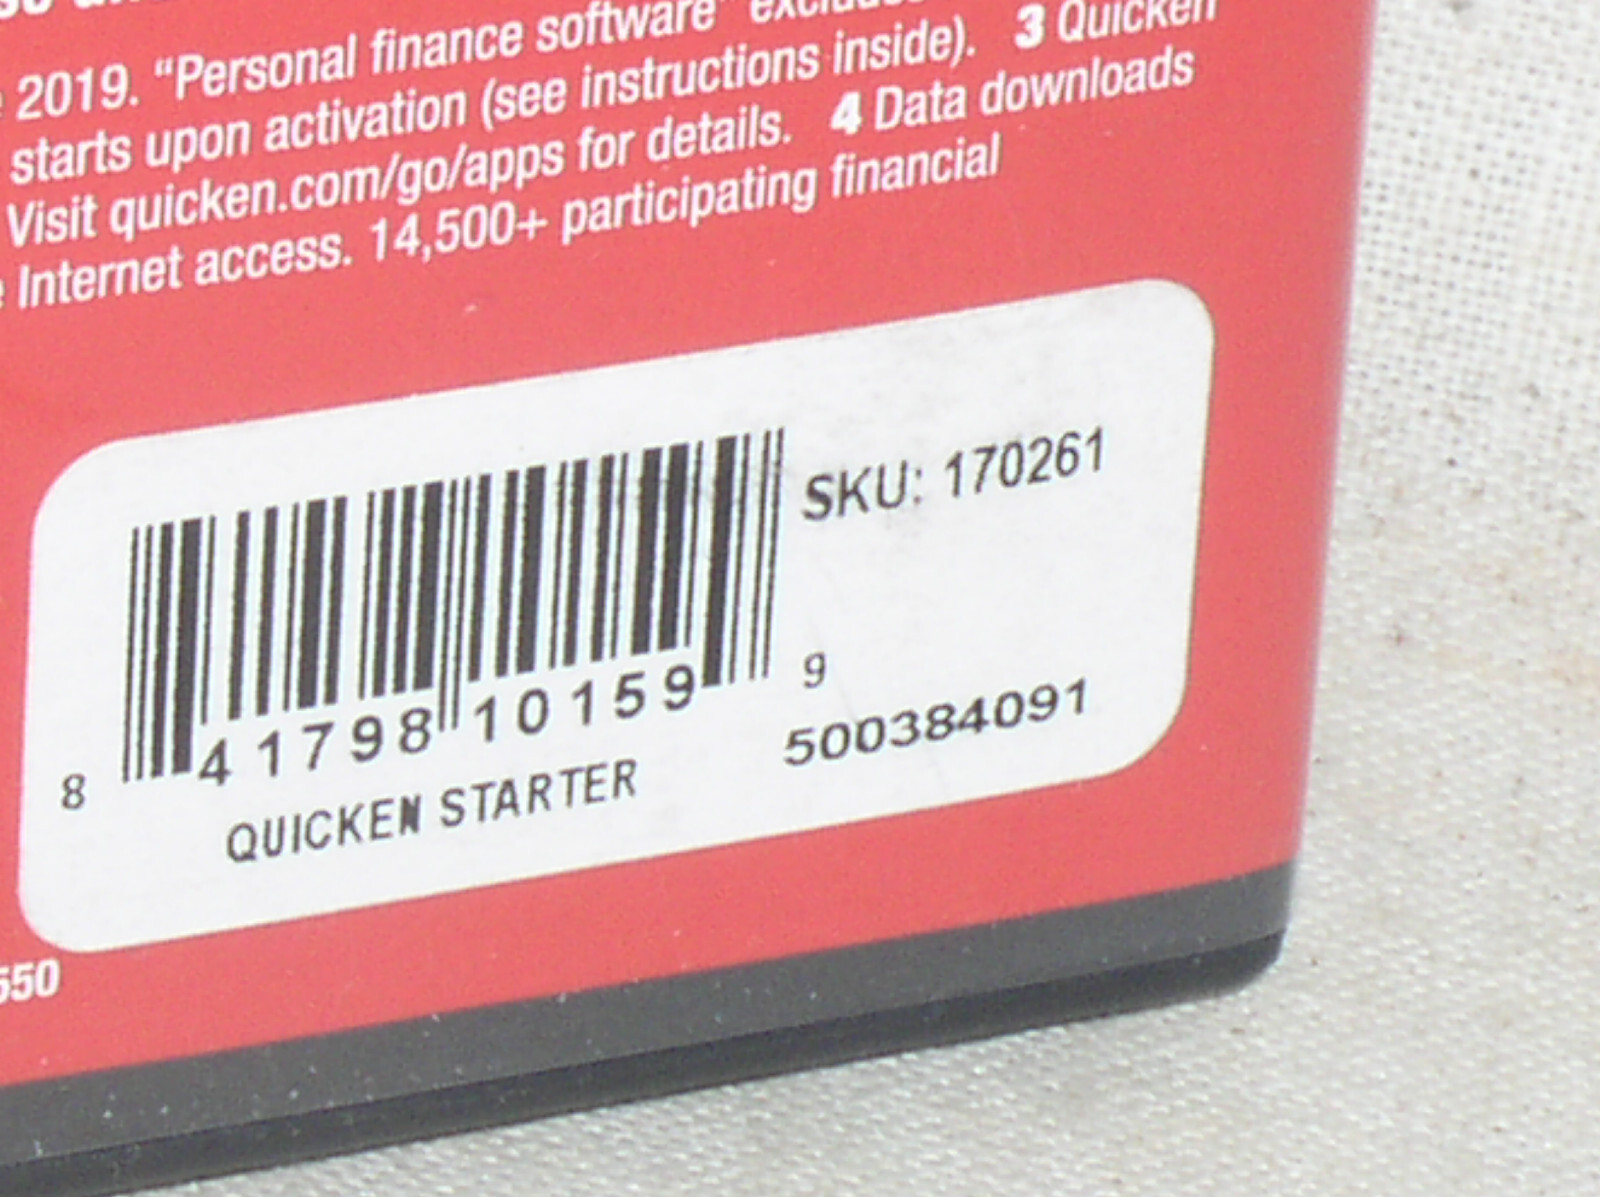 2019. “Personal finance software”
starts upon activation (see instructions inside). 3 Quicken
Visit quicken.com/go/apps for details. 4 Data downloads
Internet access. 14,500+ participating financial
SKU: 170261
8 41798 10159 9
500384091
QUICKEN STARTER
550